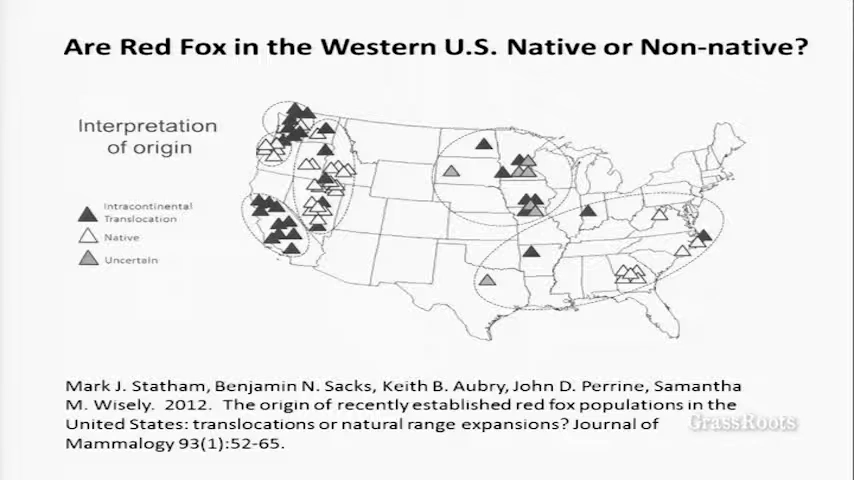 Are Red Fox in the Western U.S. Native or Non-native?
Interpretation
of origin
Intracontinental
Translocation
Native
Uncertain
Mark J. Statham, Benjamin N. Sacks, Keith B. Aubry, John D. Perrine, Samantha
M. Wisely. 2012. The origin of recently established red fox populations in the
United States: translocations or natural range expansions? Journal of
Mammalogy 93(1):52-65.
GrassRoots